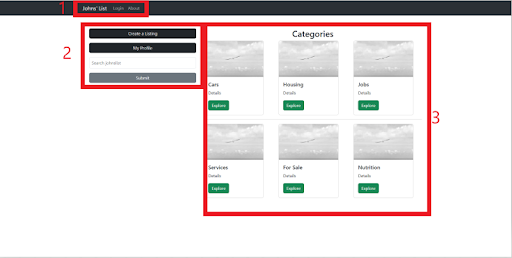 1
Johns' List Login About
2
Create a Listing
My Profile
Search johnslist
Submit
3
Categories
Cars Housing Jobs
Details Details Details
Explore Explore Explore
Services For Sale Nutrition
Details Details Details
Explore Explore Explore